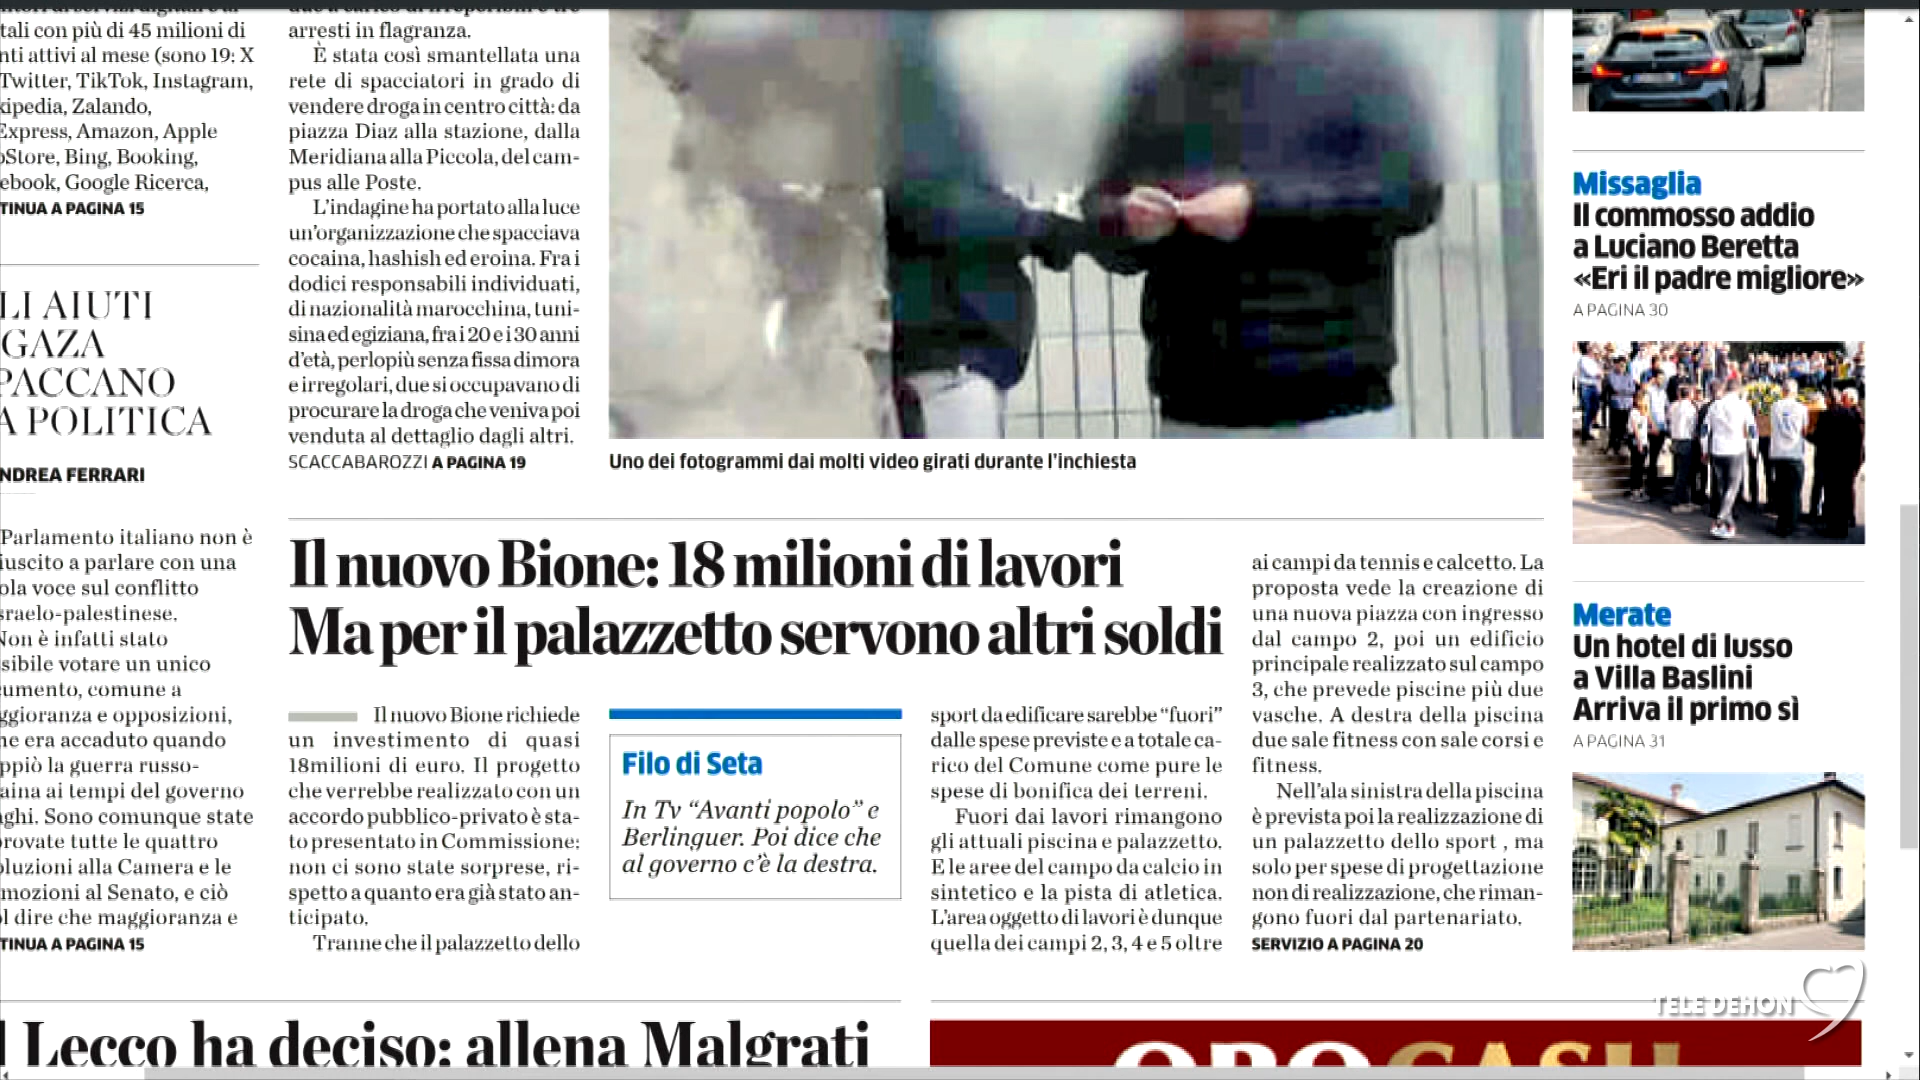 tali con più di 45 milioni di
nti attivi al mese (sono 19: X
Twitter, TikTok, Instagram,
kipedia, Zalando,
Express, Amazon, Apple
pStore, Bing, Booking,
ebook, Google Ricerca,
TINUA A PAGINA 15
LI AIUTI
GAZA
PACCANO
A POLITICA
NDREA FERRARI
Parlamento italiano non è
iuscito a parlare con una
ola voce sul conflitto
sraelo-palestinese.
Non è infatti stato
sibile votare un unico
cumento, comune a
ggioranza e opposizioni,
ne era accaduto quando
ppiò la guerra russo-
aina ai tempi del governo
aghi. Sono comunque state
provate tutte le quattro
oluzioni alla Camera e le
mozioni al Senato, e ciò
l dire che maggioranza e
TINUA A PAGINA 15
arresti in flagranza.
È stata così smantellata una
rete di spacciatori in grado di
vendere droga in centro città: da
piazza Diaz alla stazione, dalla
Meridiana alla Piccola, del cam-
pus alle Poste.
L'indagine ha portato alla luce
un'organizzazione che spacciava
cocaina, hashish ed eroina. Fra i
dodici responsabili individuati,
di nazionalità marocchina, tuni-
sina ed egiziana, fra i 20 e i 30 anni
d'età, perlopiù senza fissa dimora
e irregolari, due si occupavano di
procurare la droga che veniva poi
venduta al dettaglio dagli altri.
SCACCABAROZZI A PAGINA 19
Uno dei fotogrammi dai molti video girati durante l'inchiesta
Il nuovo Bione: 18 milioni di lavori
Ma per il palazzetto servono altri soldi
Il nuovo Bione richiede
un investimento di quasi
18milioni di euro. Il progetto
che verrebbe realizzato con un
accordo pubblico-privato è sta-
to presentato in Commissione:
non ci sono state sorprese, ri-
spetto a quanto era già stato an-
ticipato.
Tranne che il palazzetto dello
Filo di Seta
In Tv “Avanti popolo” e
Berlinguer. Poi dice che
al governo c'è la destra.
sport da edificare sarebbe “fuori”
dalle spese previste e a totale ca-
rico del Comune come pure le
spese di bonifica dei terreni.
Fuori dai lavori rimangono
gli attuali piscina e palazzetto.
E le aree del campo da calcio in
sintetico e la pista di atletica.
L'area oggetto di lavori è dunque
quella dei campi 2, 3, 4 e 5 oltre
ai campi da tennis e calcetto. La
proposta vede la creazione di
una nuova piazza con ingresso
dal campo 2, poi un edificio
principale realizzato sul campo
3, che prevede piscine più due
vasche. A destra della piscina
due sale fitness con sale corsi e
fitness.
Nell'ala sinistra della piscina
è prevista poi la realizzazione di
un palazzetto dello sport , ma
solo per spese di progettazione
non di realizzazione, che riman-
gono fuori dal partenariato.
SERVIZIO A PAGINA 20
Missaglia
Il commosso addio
a Luciano Beretta
«Eri il padre migliore»
A PAGINA 30
Merate
Un hotel di lusso
a Villa Baslini
Arriva il primo sì
A PAGINA 31
TELE DEHON
l Lecco ha deciso: allena Malgrati
OROCASH